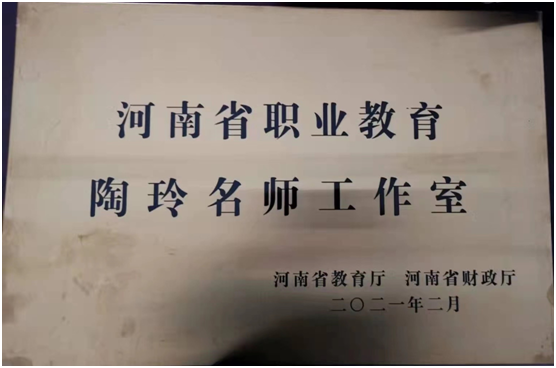 河南省职业教育
陶玲名师工作室
河南省教育厅 河南省财政厅
二〇二一年二月